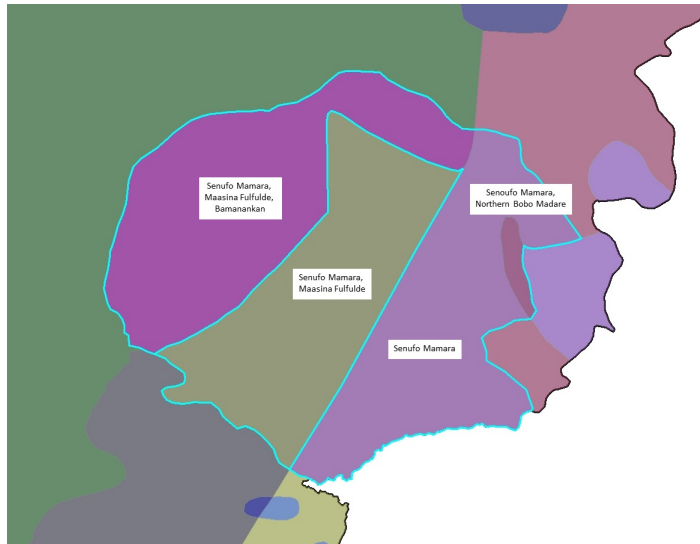 Senufo Mamara,
Maasina Fulfulde,
Bamanankan
Senoufo Mamara,
Northern Bobo Madare
Senufo Mamara,
Maasina Fulfulde
Senufo Mamara